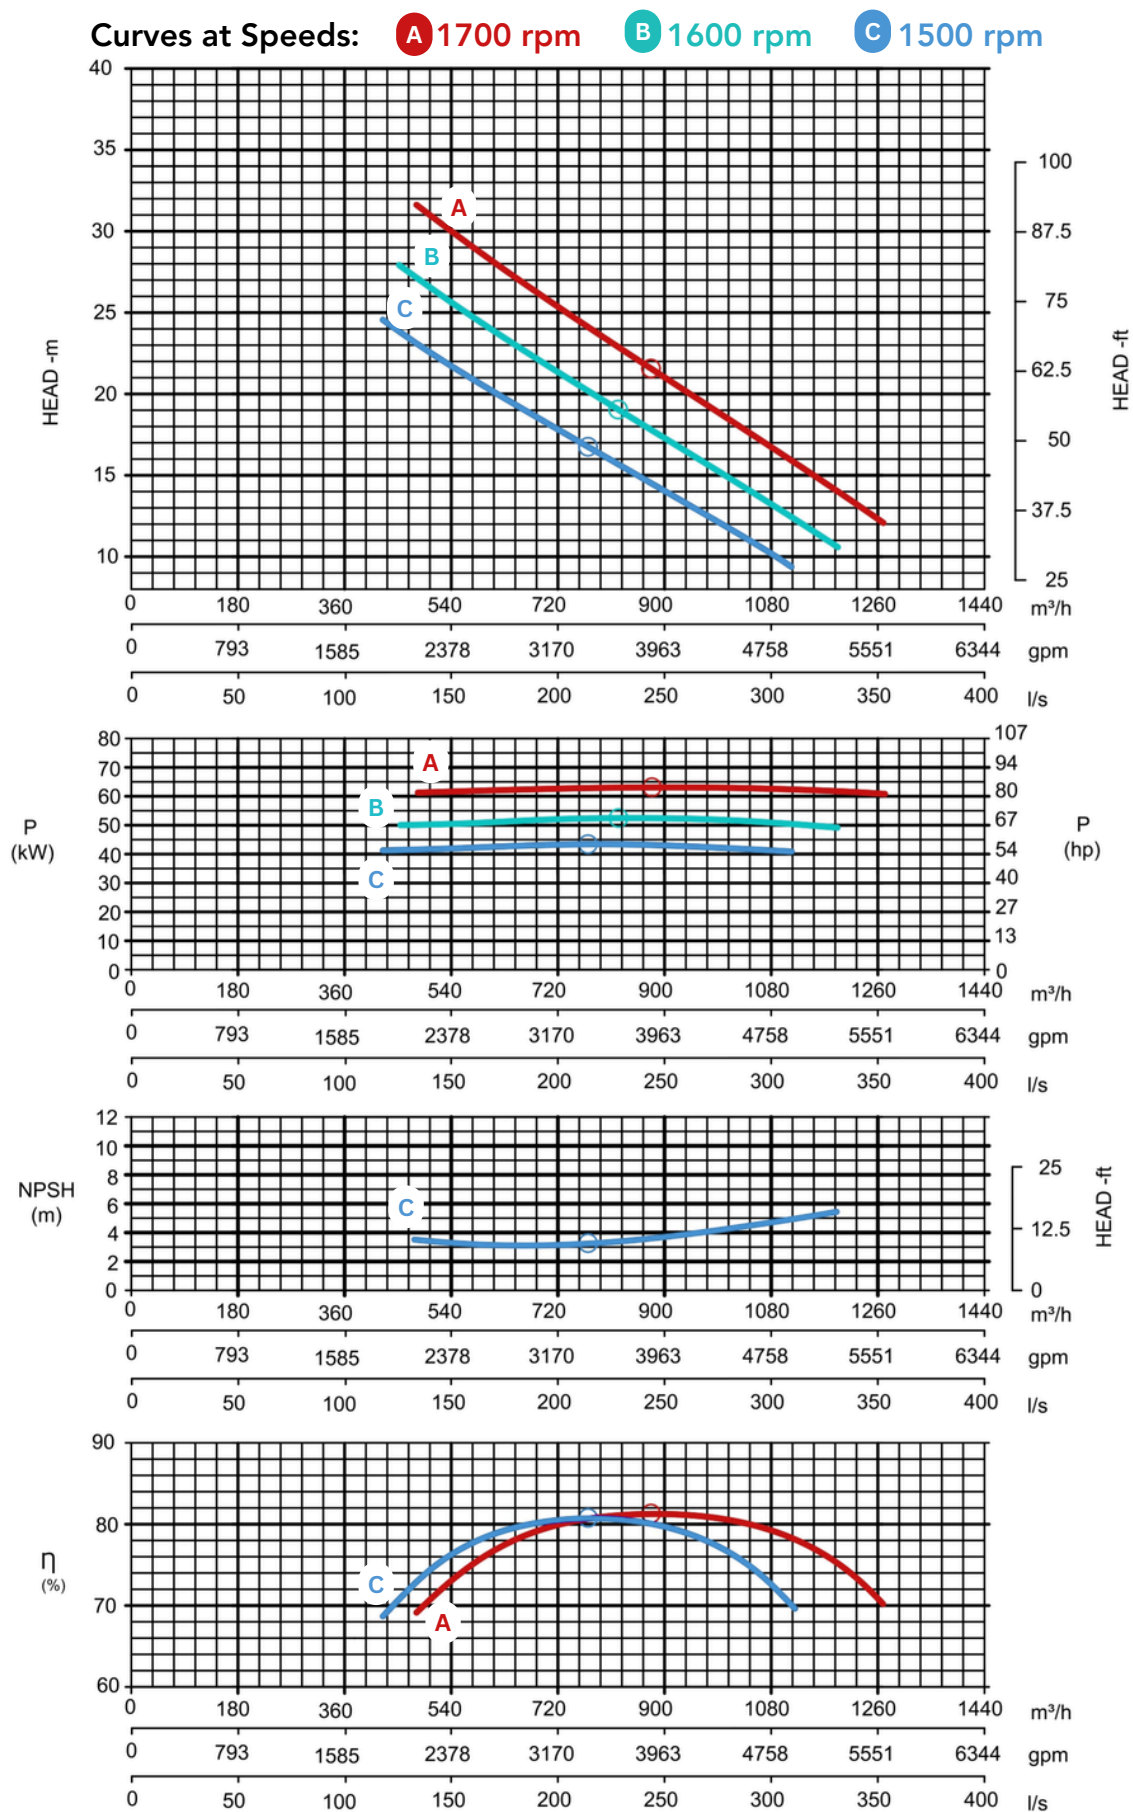 Curves at Speeds: A 1700 rpm B 1600 rpm C 1500 rpm
40
35
100
A
30
87.5
B
75
C
25
HEAD -m
62.5
HEAD -ft
20
50
15
37.5
10
25
0 180 360 540 720 900 1080 1260 1440 m³/h
0 793 1585 2378 3170 3963 4758 5551 6344 gpm
0 50 100 150 200 250 300 350 400 l/s
80 107
A
70 94
60 80
B
50 67
P P
(kW) (hp)
40 54
C
30 40
20 27
10 13
0 0
0 180 360 540 720 900 1080 1260 1440 m³/h
0 793 1585 2378 3170 3963 4758 5551 6344 gpm
0 50 100 150 200 250 300 350 400 l/s
12
10
8 25
NPSH
(m)
6 C
HEAD -ft
4 12.5
2
0 0
0 180 360 540 720 900 1080 1260 1440 m³/h
0 793 1585 2378 3170 3963 4758 5551 6344 gpm
0 50 100 150 200 250 300 350 400 l/s
90
80
η
(%)
C
70
A
60
0 180 360 540 720 900 1080 1260 1440 m³/h
0 793 1585 2378 3170 3963 4758 5551 6344 gpm
0 50 100 150 200 250 300 350 400 l/s